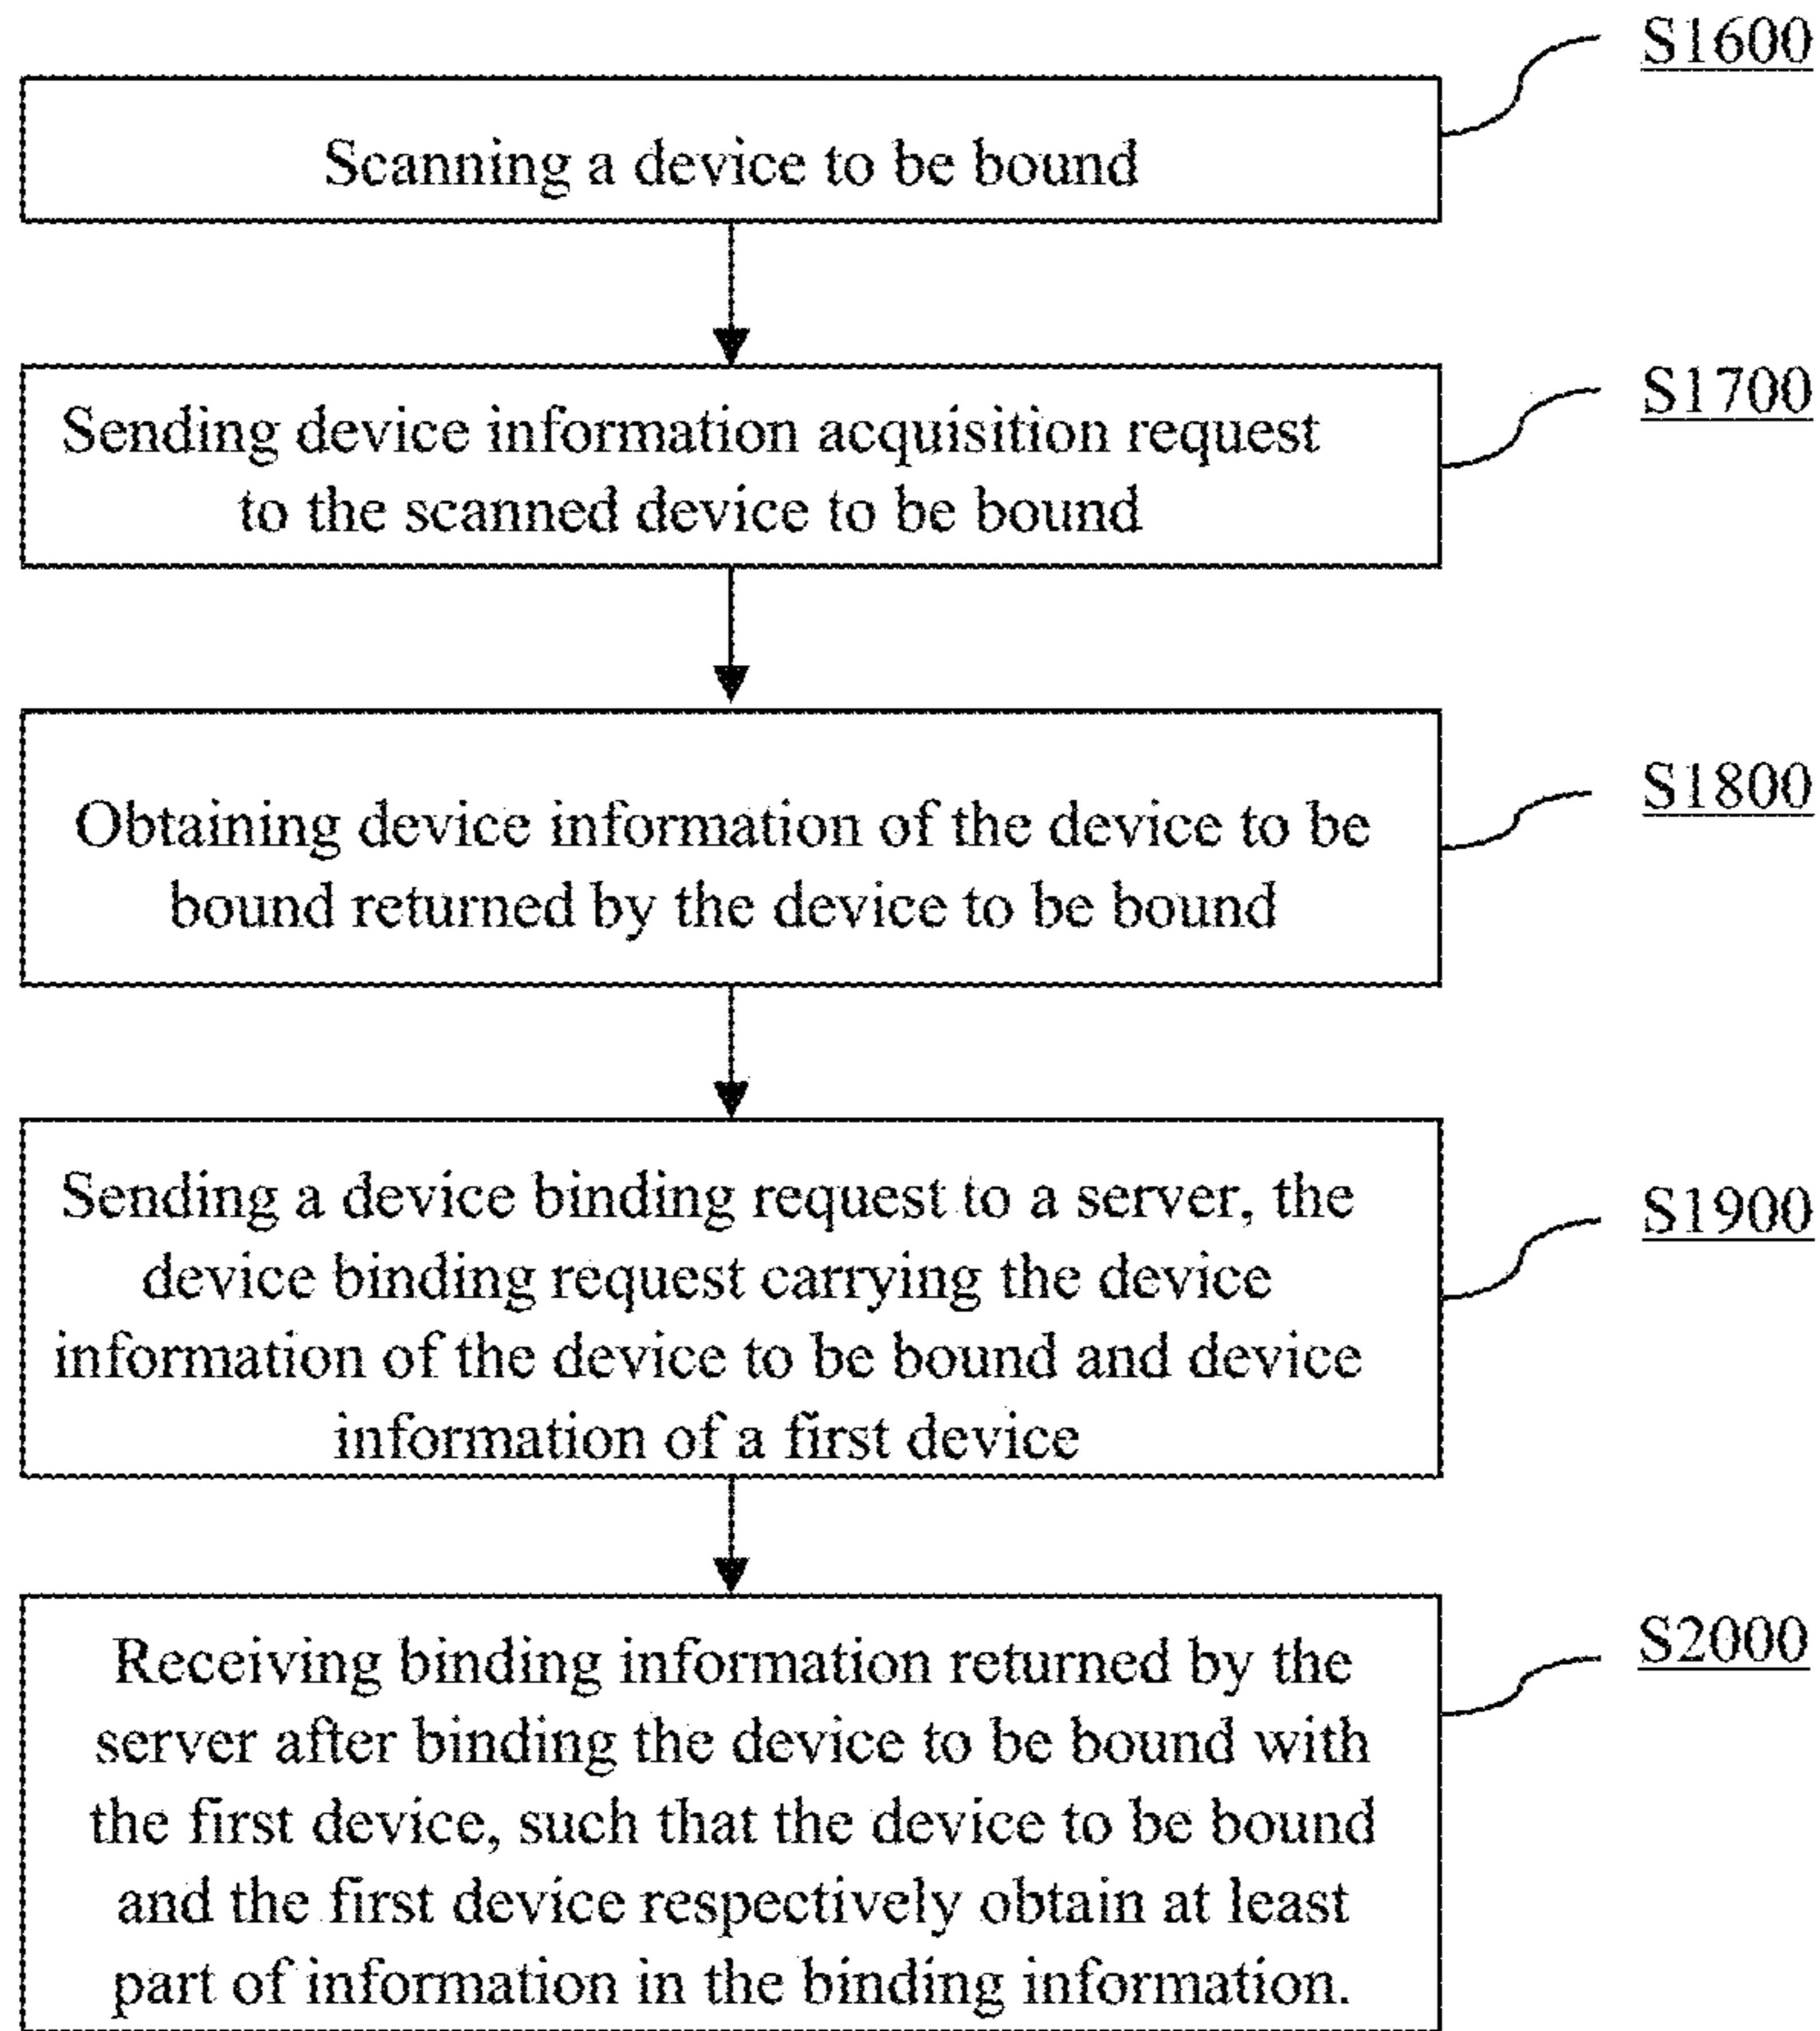 S1600
Scanning a device to be bound
S1700
Sending device information acquisition request
to the scanned device to be bound
S1800
Obtaining device information of the device to be
bound returned by the device to be bound
S1900
Sending a device binding request to a server, the
device binding request carrying the device
information of the device to be bound and device
information of a first device
S2000
Receiving binding information returned by the
server after binding the device to be bound with
the first device, such that the device to be bound
and the first device respectively obtain at least
part of information in the binding information.